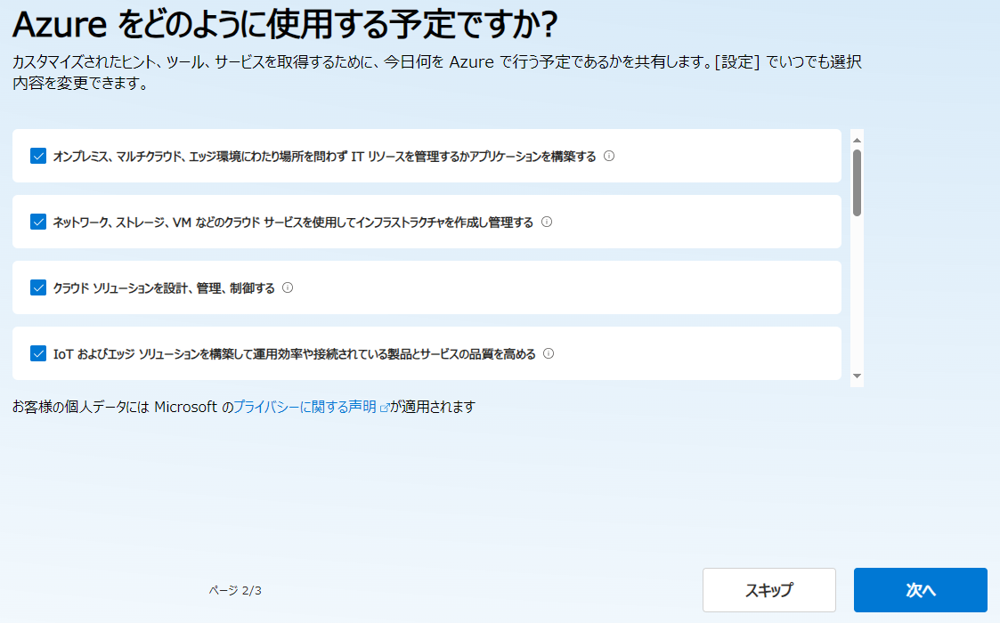 Azure をどのように使用する予定ですか?
カスタマイズされたヒント、ツール、サービスを取得するために、今日何を Azure で行う予定であるかを共有します。[設定] でいつでも選択
内容を変更できます。
オンプレミス、マルチクラウド、エッジ環境にわたり場所を問わず IT リソースを管理するかアプリケーションを構築する
ネットワーク、ストレージ、VM などのクラウド サービスを使用してインフラストラクチャを作成し管理する
クラウド ソリューションを設計、管理、制御する
IoT およびエッジ ソリューションを構築して運用効率や接続されている製品とサービスの品質を高める
お客様の個人データには Microsoft のプライバシーに関する声明が適用されます
ページ 2/3
スキップ
次へ